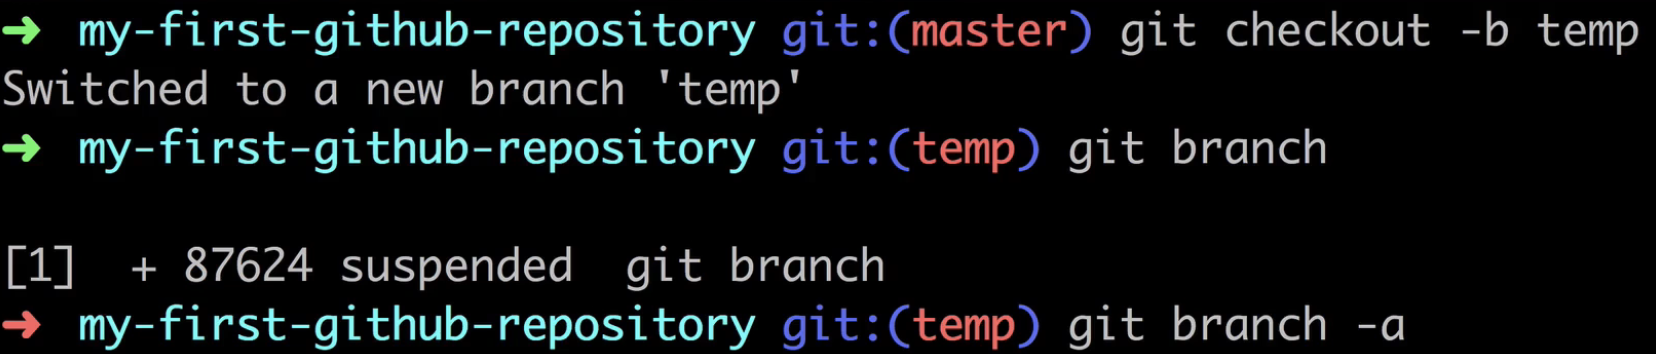 ➜ my-first-github-repository git:(master) git checkout -b temp
Switched to a new branch 'temp'
➜ my-first-github-repository git:(temp) git branch
[1]  + 87624 suspended  git branch
➜ my-first-github-repository git:(temp) git branch -a